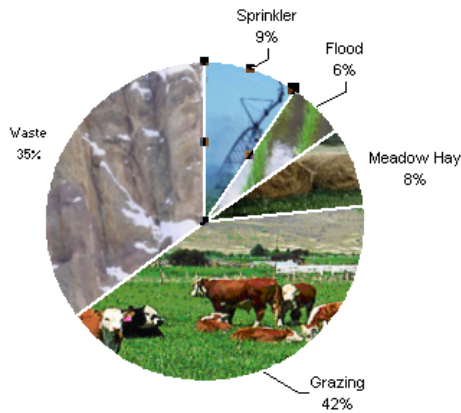 Sprinkler
9%
Flood
6%
Meadow Hay
8%
Waste
35%
Grazing
42%